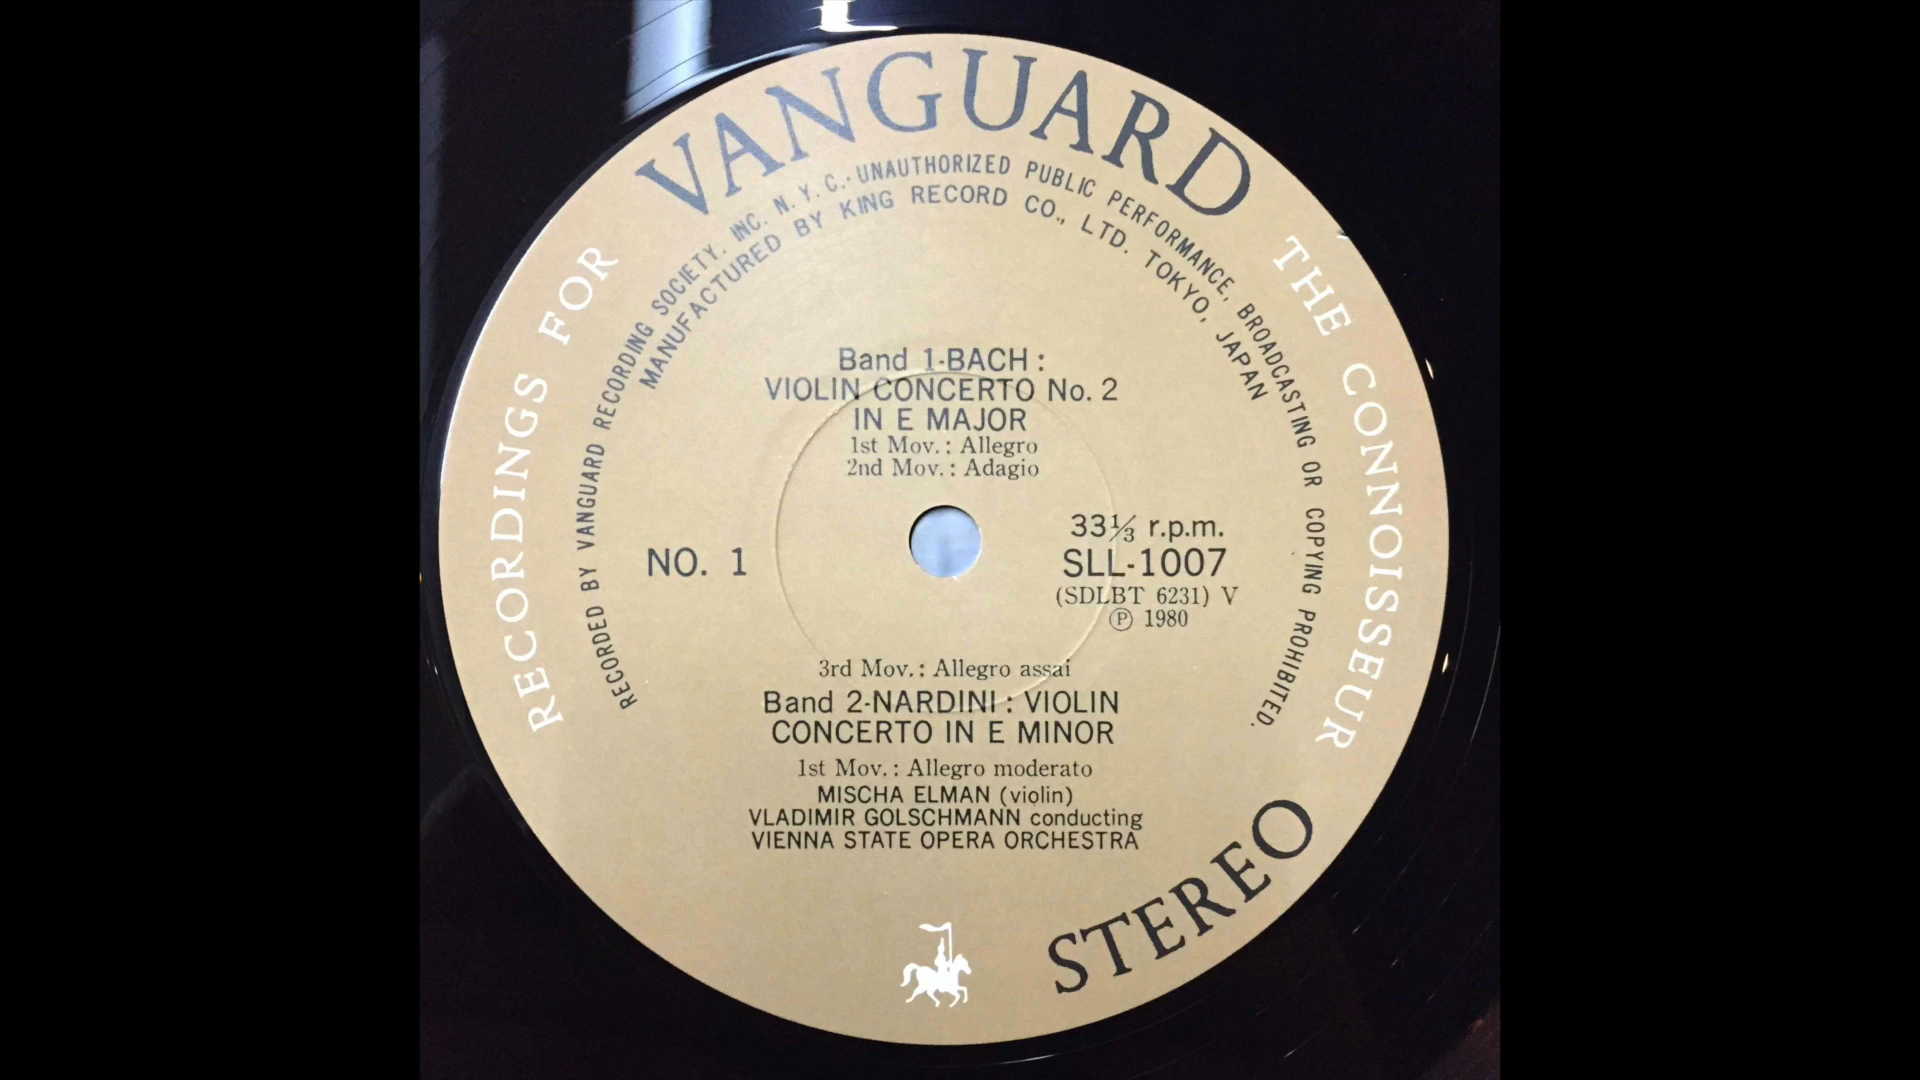 VANGUARD
RECORDINGS FOR THE CONNOISSEUR
RECORDED BY VANGUARD RECORDING SOCIETY. INC. N. Y. C.·UNAUTHORIZED PUBLIC PERFORMANCE, BROADCASTING OR COPYING PROHIBITED.
MANUFACTURED BY KING RECORD CO., LTD. TOKYO, JAPAN
Band 1-BACH :
VIOLIN CONCERTO No. 2
IN E MAJOR
1st Mov. : Allegro
2nd Mov. : Adagio
NO. 1
33⅓ r.p.m.
SLL-1007
(SDLBT 6231) V
℗ 1980
3rd Mov. : Allegro assai
Band 2-NARDINI : VIOLIN
CONCERTO IN E MINOR
1st Mov. : Allegro moderato
MISCHA ELMAN (violin)
VLADIMIR GOLSCHMANN conducting
VIENNA STATE OPERA ORCHESTRA
STEREO